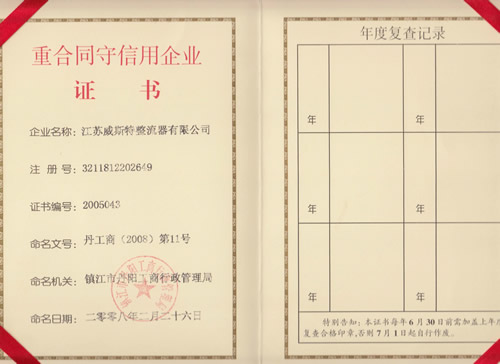 重合同守信用企业
证 书
企业名称: 江苏威斯特整流器有限公司
注 册 号: 3211812202649
证书编号: 2005043
命名文号: 丹工商(2008)第11号
命名机关: 镇江市丹阳工商行政管理局
命名日期: 二零零八年二月二十六日
年度复查记录
年 年
年 年
年 年
特别告知:本证书每年6月30日前需加盖上年度
复查合格印章,否则7月1日起自行作废。